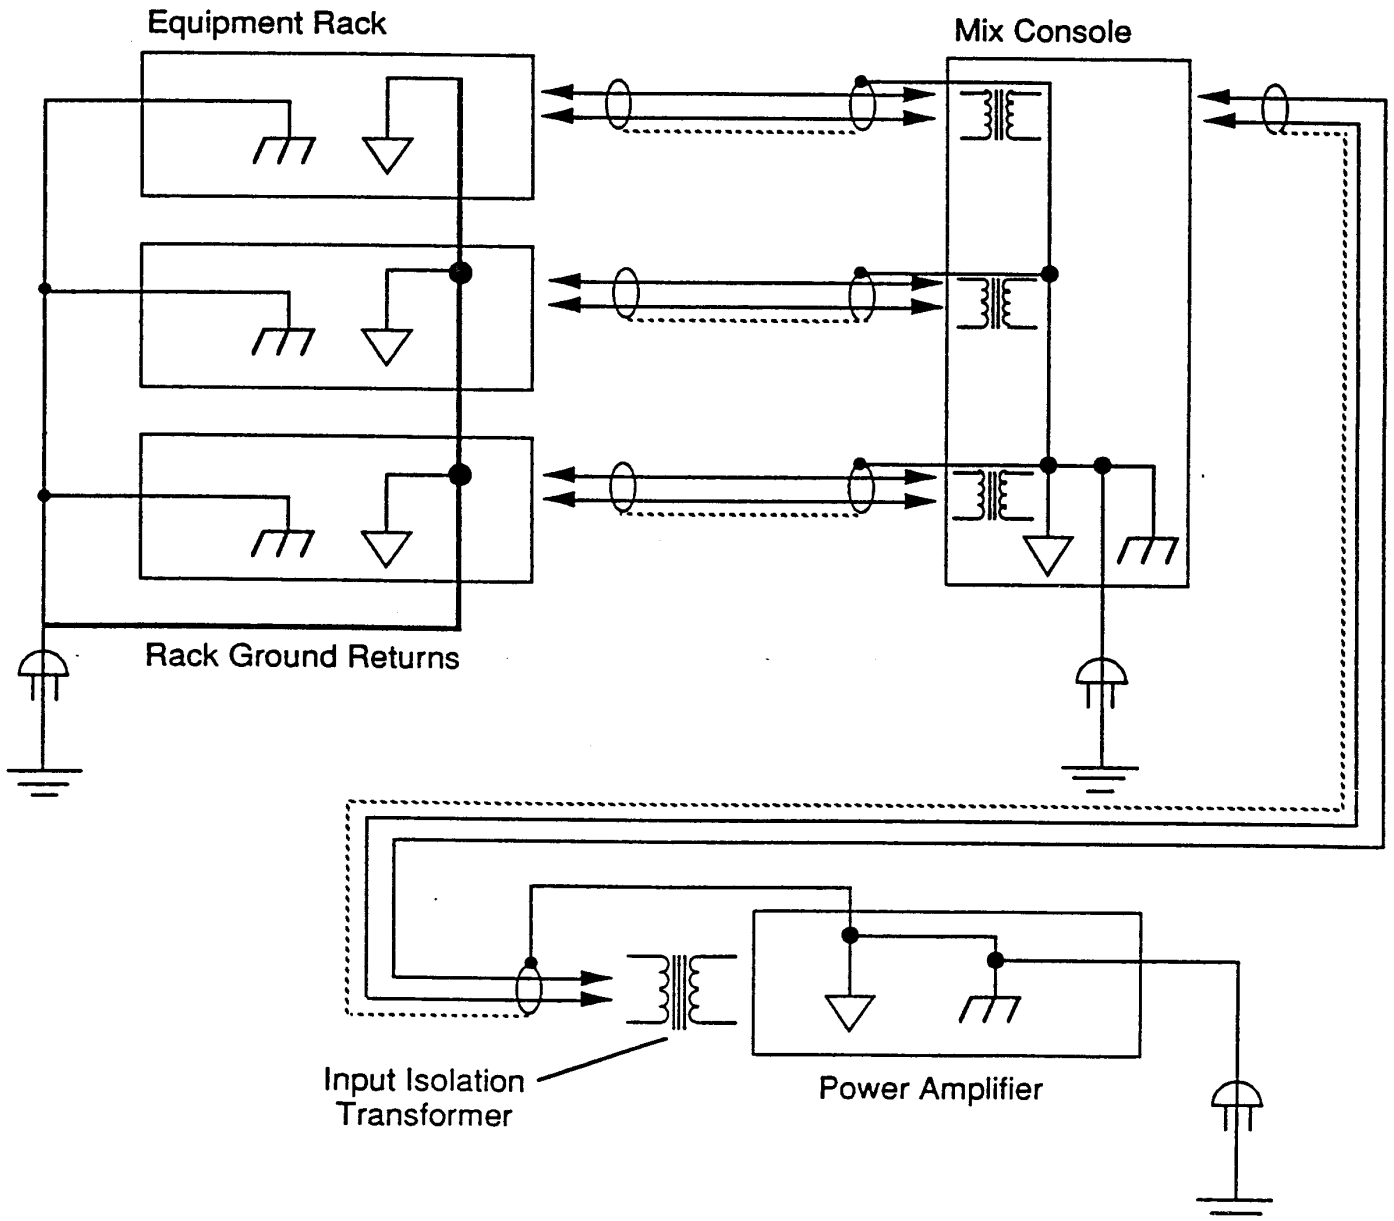 Equipment Rack
Mix Console
Rack Ground Returns
Input Isolation
Transformer
Power Amplifier